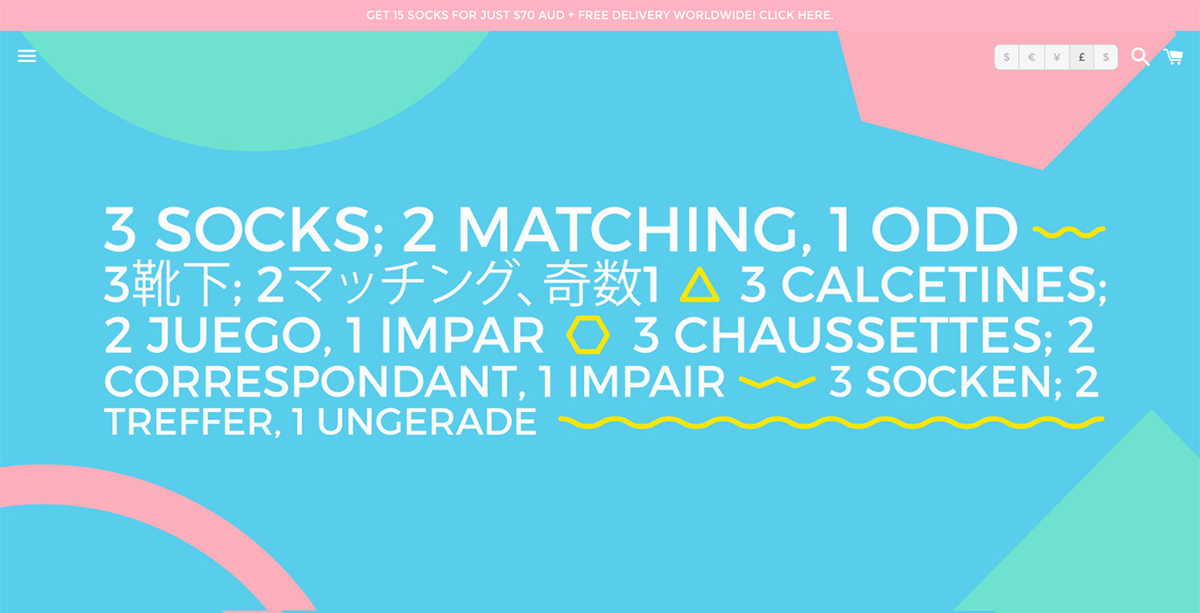 GET 15 SOCKS FOR JUST $70 AUD + FREE DELIVERY WORLDWIDE! CLICK HERE.
$ € ¥ £ $
3 SOCKS; 2 MATCHING, 1 ODD
3靴下; 2マッチング、奇数1 3 CALCETINES;
2 JUEGO, 1 IMPAR 3 CHAUSSETTES; 2
CORRESPONDANT, 1 IMPAIR 3 SOCKEN; 2
TREFFER, 1 UNGERADE